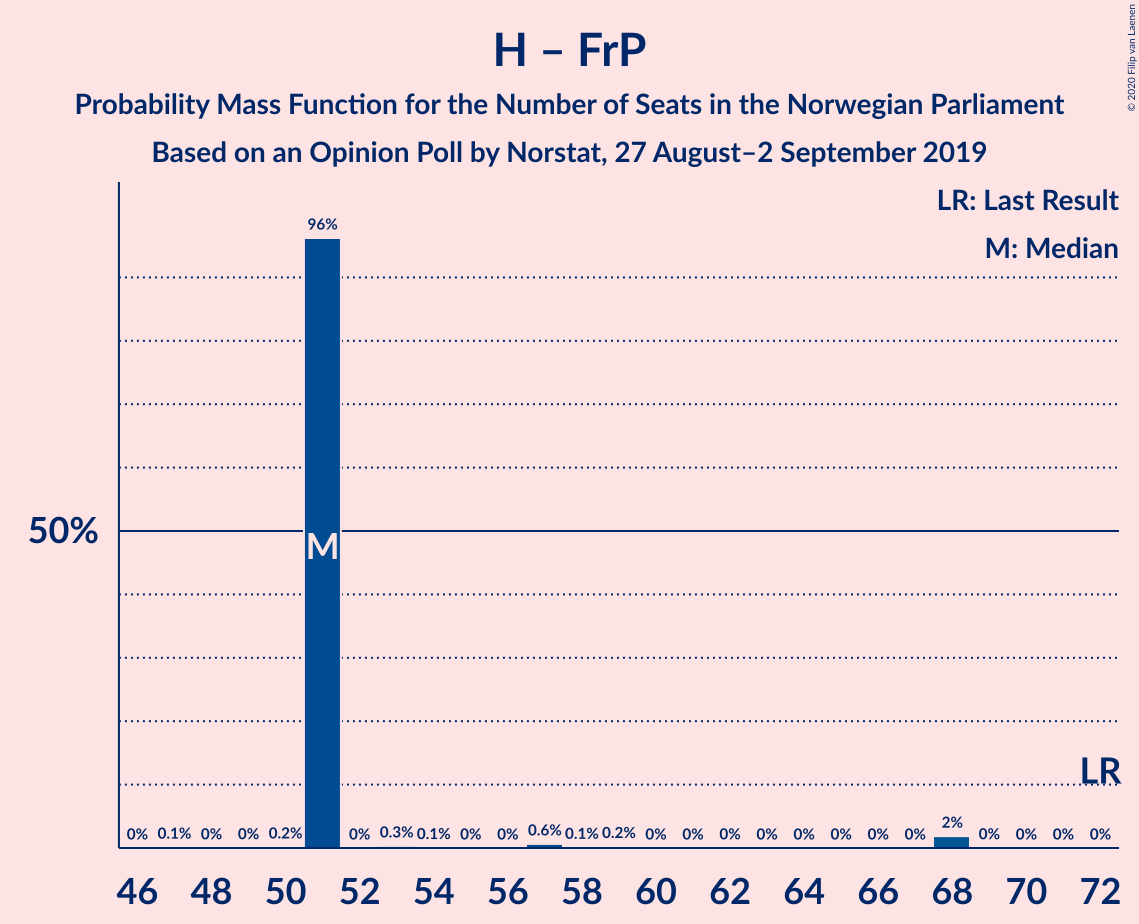 H – FrP
Probability Mass Function for the Number of Seats in the Norwegian Parliament
Based on an Opinion Poll by Norstat, 27 August–2 September 2019
© 2020 Filip van Laenen
LR: Last Result
M: Median
96%
50%
M
LR
0% 0.1% 0% 0% 0.2% 0% 0.3% 0.1% 0% 0% 0.6% 0.1% 0.2% 0% 0% 0% 0% 0% 0% 0% 0% 2% 0% 0% 0% 0%
46 48 50 52 54 56 58 60 62 64 66 68 70 72